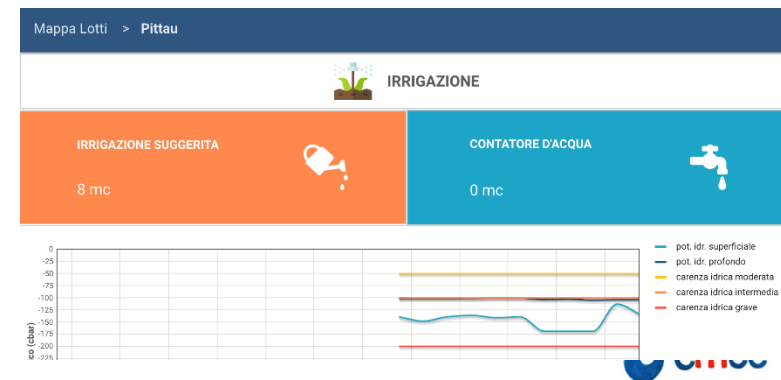 Mappa Lotti > Pittau
IRRIGAZIONE
IRRIGAZIONE SUGGERITA
8 mc
CONTATORE D'ACQUA
0 mc
0
-25
-50
-75
-100
-125
-150
-175
-200
-225
co (cbar)
pot. idr. superficiale
pot. idr. profondo
carenza idrica moderata
carenza idrica intermedia
carenza idrica grave